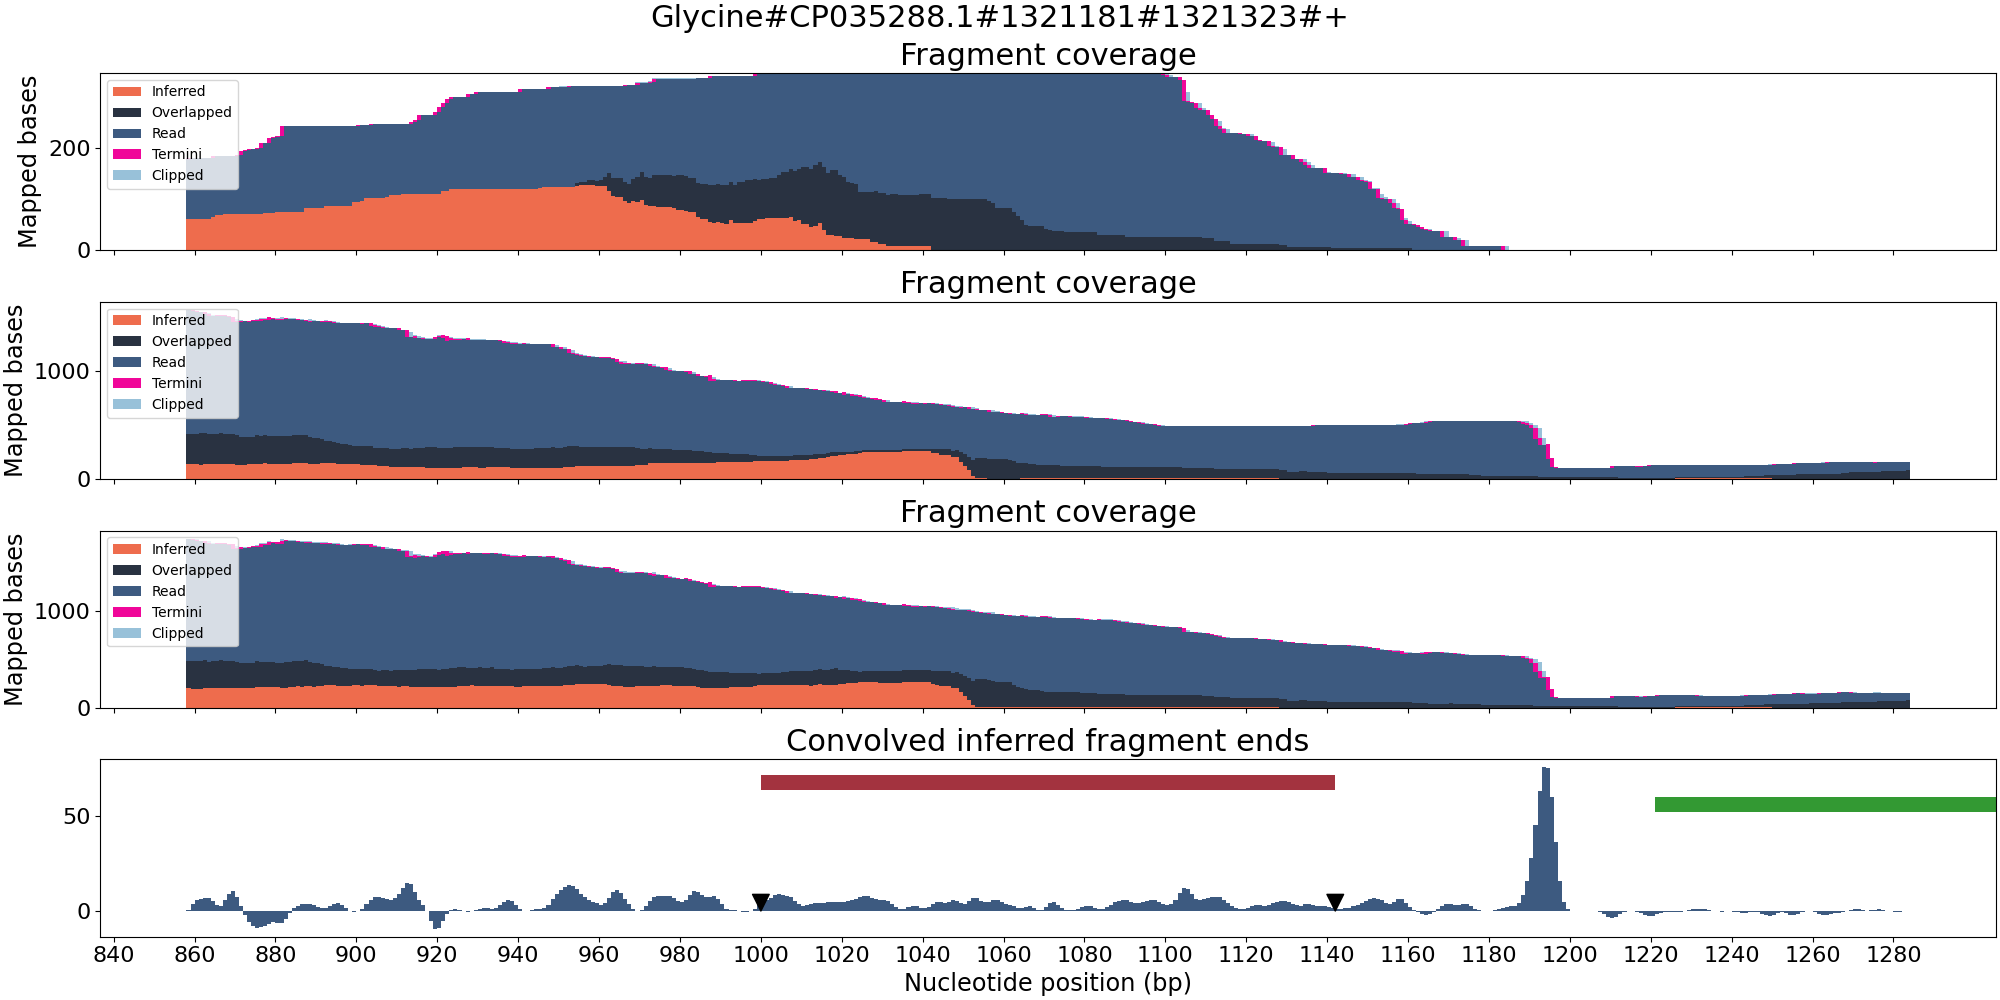 Glycine#CP035288.1#1321181#1321323#+
Fragment coverage
Mapped bases
200
0
Inferred
Overlapped
Read
Termini
Clipped
Fragment coverage
Mapped bases
1000
0
Inferred
Overlapped
Read
Termini
Clipped
Fragment coverage
Mapped bases
1000
0
Inferred
Overlapped
Read
Termini
Clipped
Convolved inferred fragment ends
50
0
840 860 880 900 920 940 960 980 1000 1020 1040 1060 1080 1100 1120 1140 1160 1180 1200 1220 1240 1260 1280
Nucleotide position (bp)